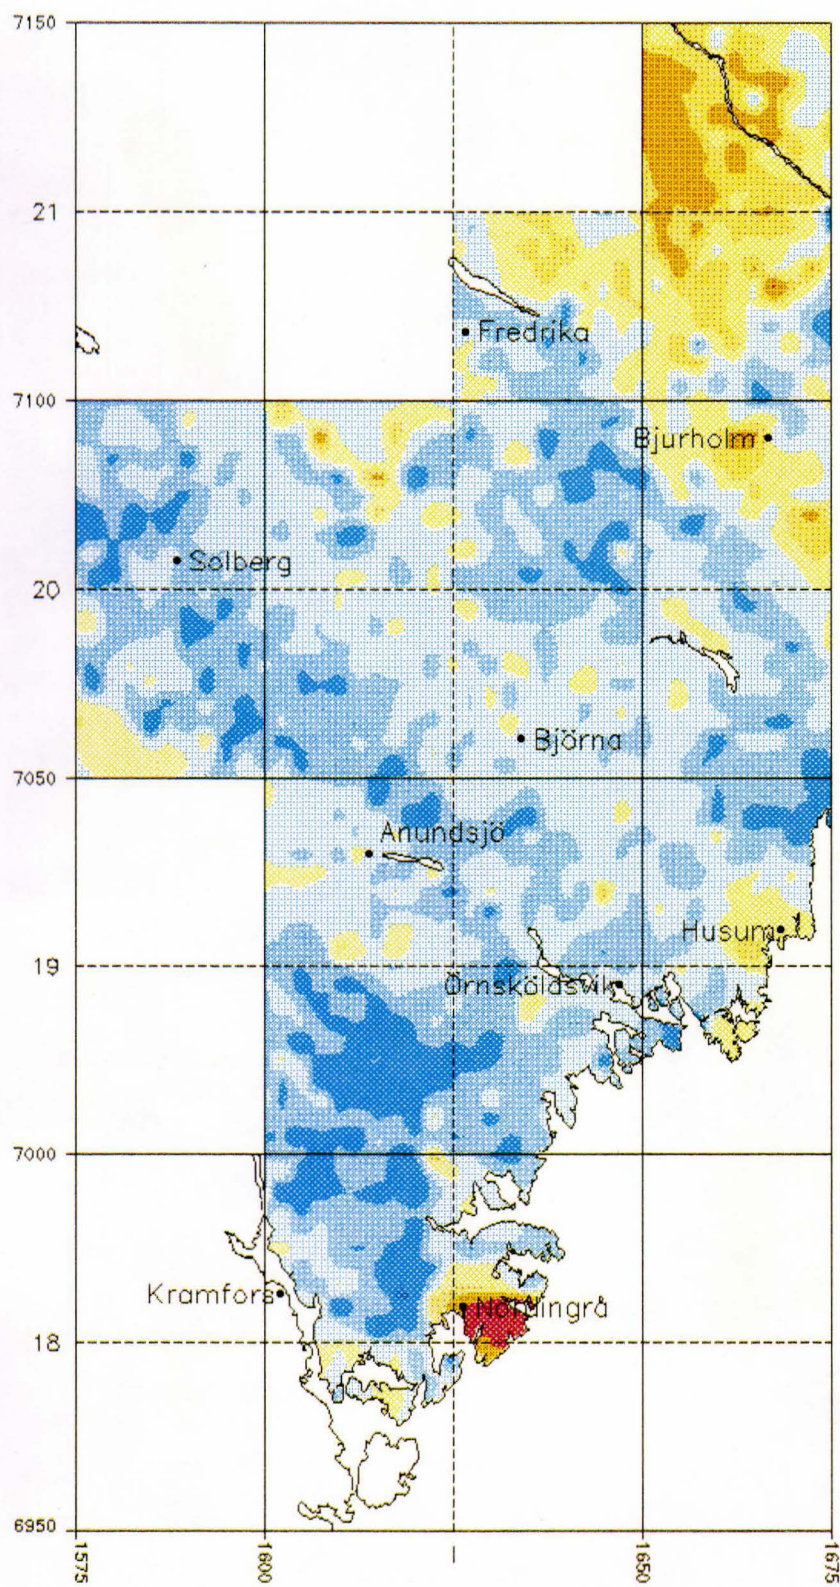 7150
21
Fredrika
7100
Bjurholm
Solberg
20
Björna
7050
Anundsjö
Husum
19
Örnsköldsvik
7000
Kramfors
Nordingrå
18
6950
1575
1600
1650
1675